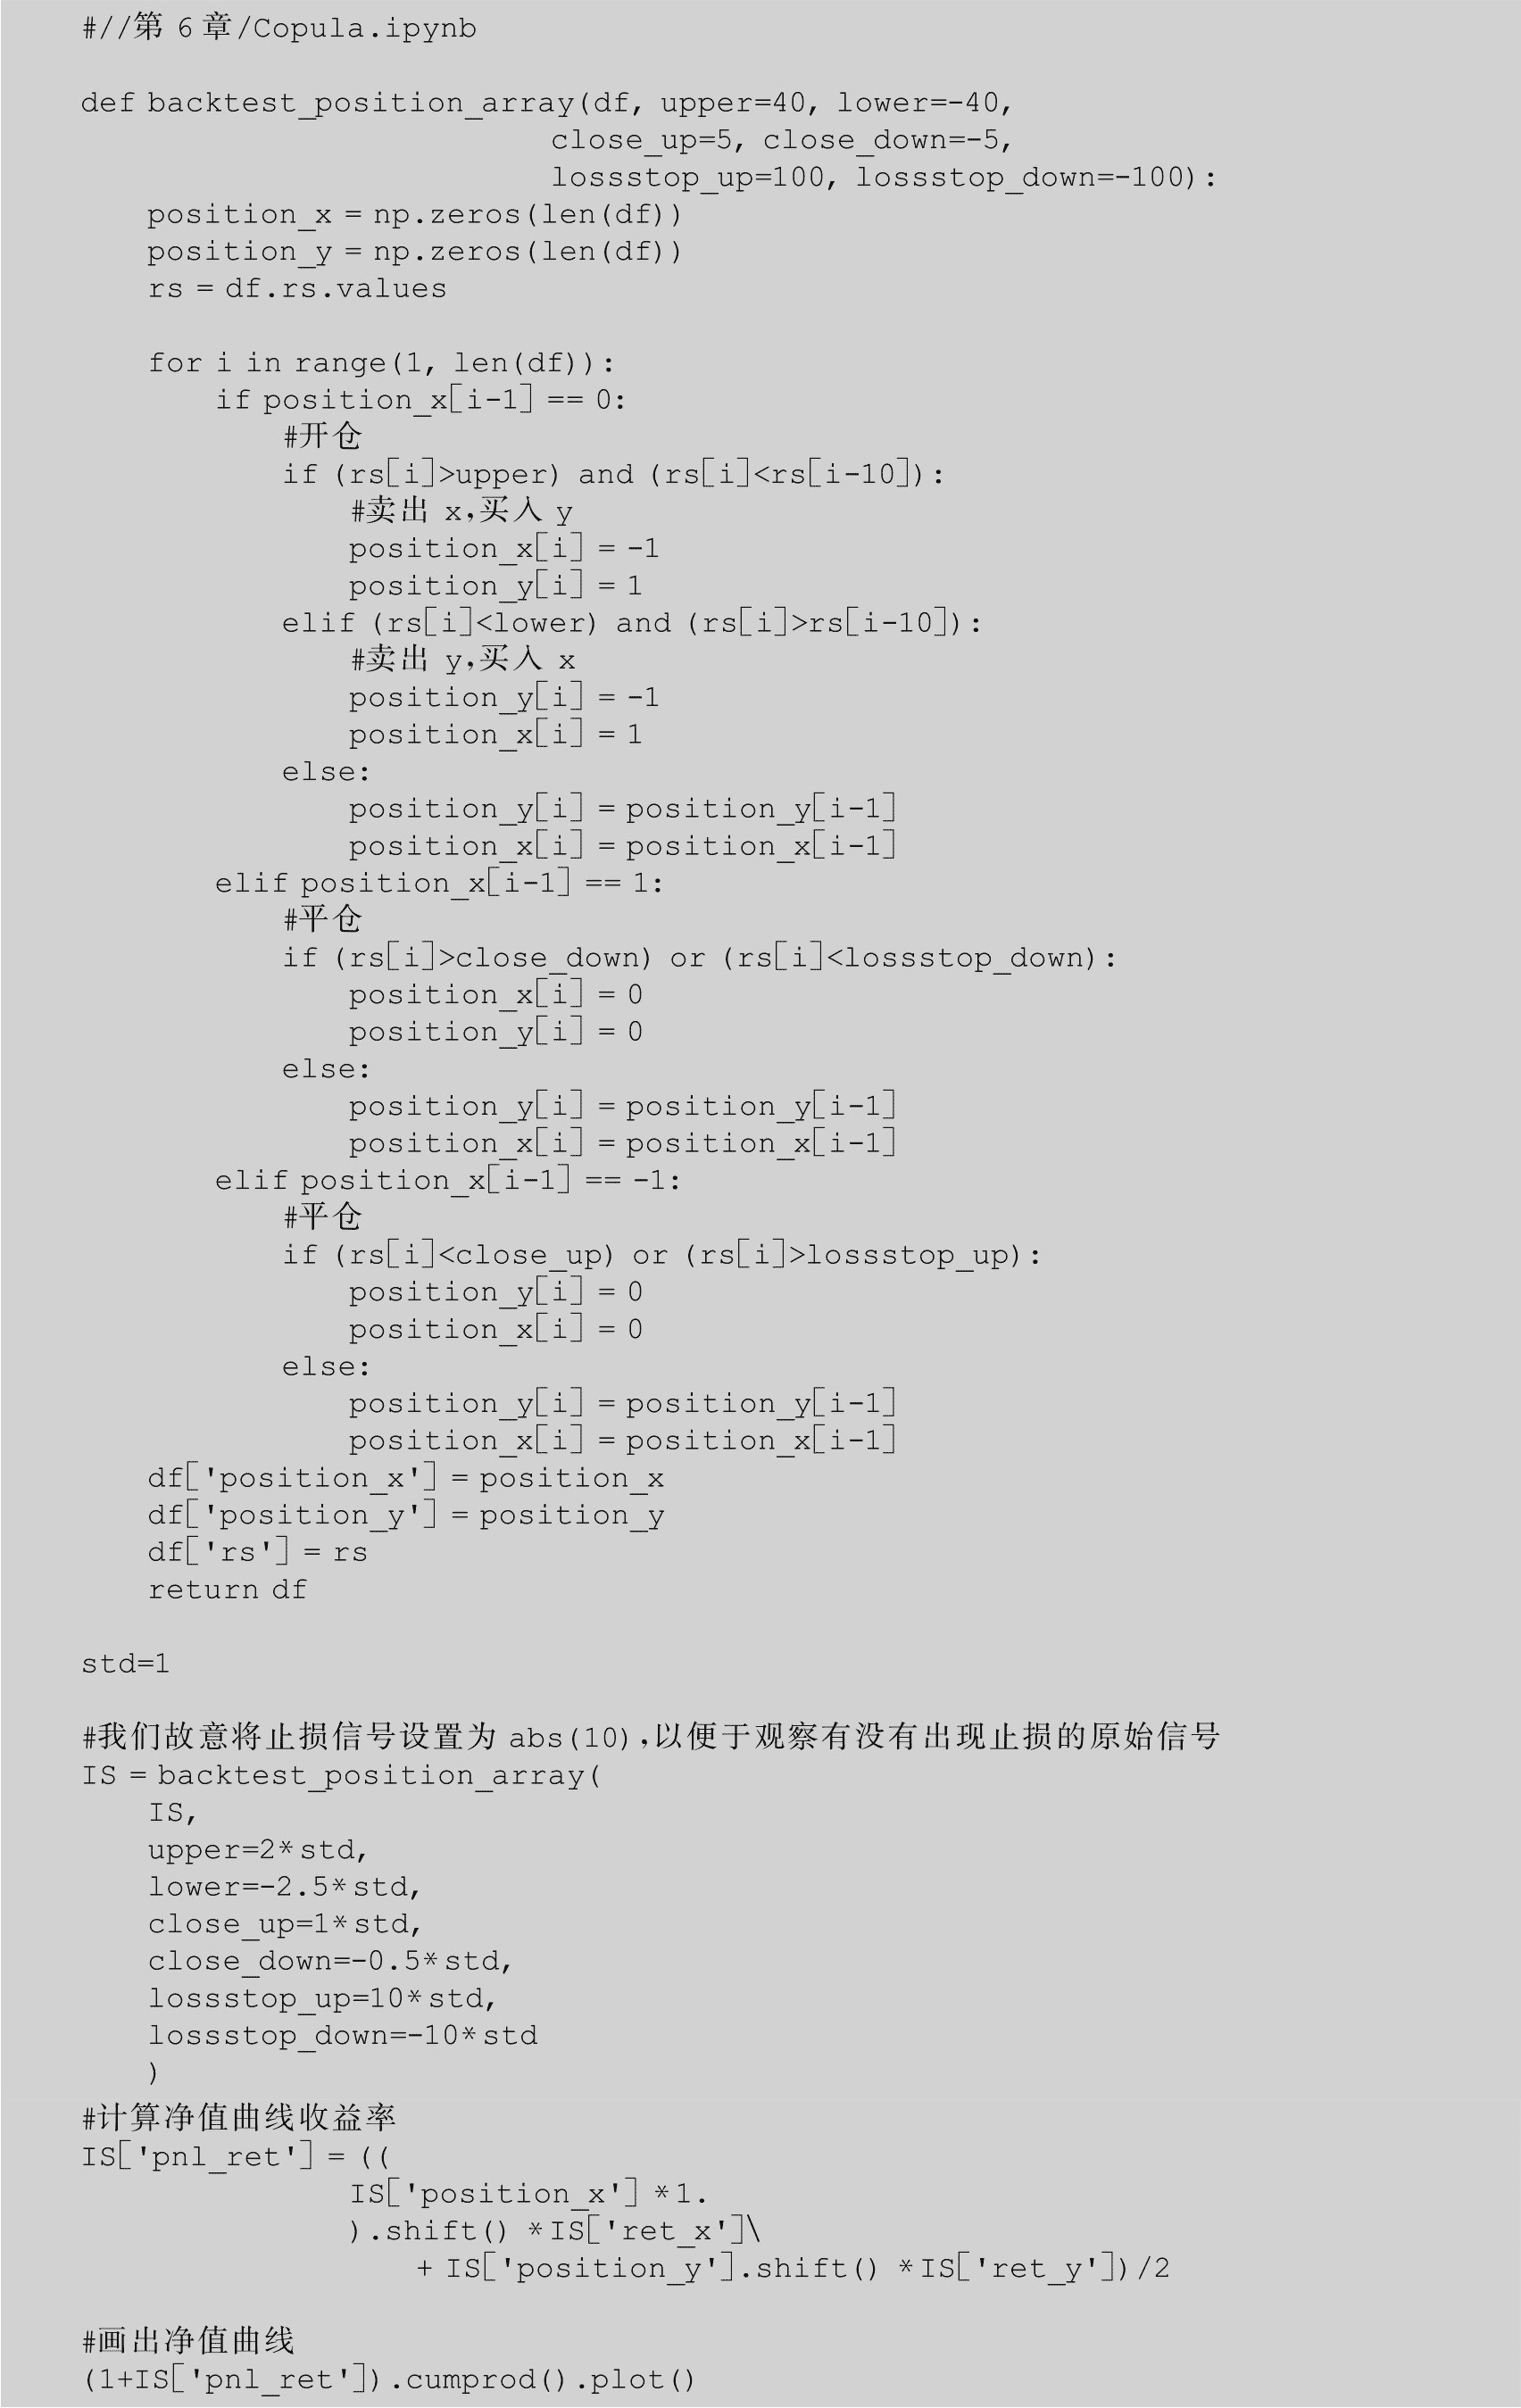 #//第 6 章/Copula.ipynb

def backtest_position_array(df, upper=40, lower=-40,
                            close_up=5, close_down=-5,
                            lossstop_up=100, lossstop_down=-100):
    position_x = np.zeros(len(df))
    position_y = np.zeros(len(df))
    rs = df.rs.values

    for i in range(1, len(df)):
        if position_x[i-1] == 0:
            #开仓
            if (rs[i]>upper) and (rs[i]<rs[i-10]):
                #卖出 x,买入 y
                position_x[i] = -1
                position_y[i] = 1
            elif (rs[i]<lower) and (rs[i]>rs[i-10]):
                #卖出 y,买入 x
                position_y[i] = -1
                position_x[i] = 1
            else:
                position_y[i] = position_y[i-1]
                position_x[i] = position_x[i-1]
        elif position_x[i-1] == 1:
            #平仓
            if (rs[i]>close_down) or (rs[i]<lossstop_down):
                position_x[i] = 0
                position_y[i] = 0
            else:
                position_y[i] = position_y[i-1]
                position_x[i] = position_x[i-1]
        elif position_x[i-1] == -1:
            #平仓
            if (rs[i]<close_up) or (rs[i]>lossstop_up):
                position_y[i] = 0
                position_x[i] = 0
            else:
                position_y[i] = position_y[i-1]
                position_x[i] = position_x[i-1]
    df['position_x'] = position_x
    df['position_y'] = position_y
    df['rs'] = rs
    return df

std=1

#我们故意将止损信号设置为 abs(10),以便于观察有没有出现止损的原始信号
IS = backtest_position_array(
    IS,
    upper=2*std,
    lower=-2.5*std,
    close_up=1*std,
    close_down=-0.5*std,
    lossstop_up=10*std,
    lossstop_down=-10*std
    )
#计算净值曲线收益率
IS['pnl_ret'] = ((
                IS['position_x'] *1.
                ).shift() *IS['ret_x']\
                    + IS['position_y'].shift() *IS['ret_y'])/2

#画出净值曲线
(1+IS['pnl_ret']).cumprod().plot()